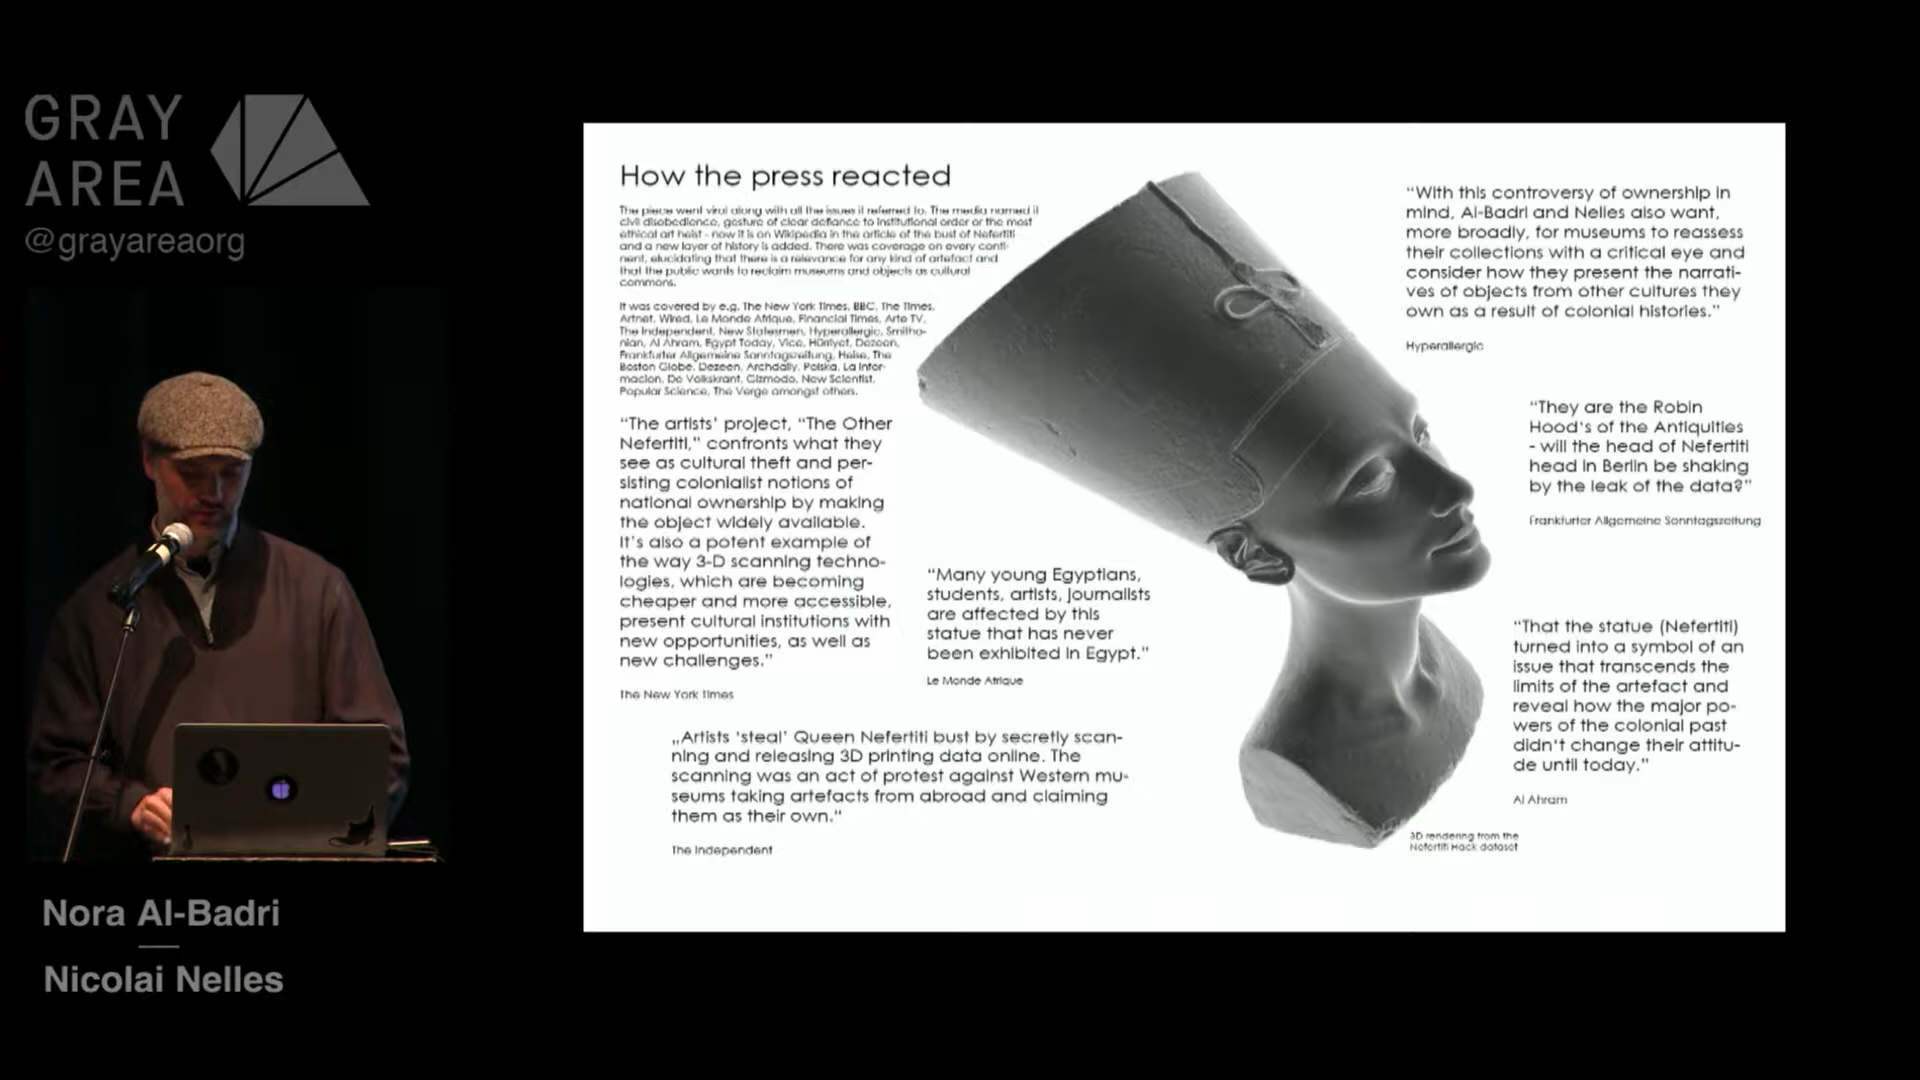 GRAY
AREA
@grayareaorg
Nora Al-Badri
Nicolai Nelles
How the press reacted
The piece went viral along with all the issues it referred to. The media named it
civil disobedience, gesture of clear defiance to institutional order or the most
ethical art heist - now it is on Wikipedia in the article of the bust of Nefertiti
and a new layer of history is added. There was coverage on every conti-
nent, elucidating that there is a relevance for any kind of artefact and
that the public wants to reclaim museums and objects as cultural
commons.
It was covered by e.g. The New York Times, BBC, The Times,
Artnet, Wired, Le Monde Afrique, Financial Times, Arte TV,
The Independent, New Statesmen, Hyperallergic, Smitho-
nian, Al Ahram, Egypt Today, Vice, Hürriyet, Dezeen,
Frankfurter Allgemeine Sonntagszeitung, Heise, The
Boston Globe, Dezeen, Archdaily, Polska, La Infor-
macion, De Volkskrant, Gizmodo, New Scientist,
Popular Science, The Verge amongst others.
“The artists’ project, “The Other
Nefertiti,” confronts what they
see as cultural theft and per-
sisting colonialist notions of
national ownership by making
the object widely available.
It’s also a potent example of
the way 3-D scanning techno-
logies, which are becoming
cheaper and more accessible,
present cultural institutions with
new opportunities, as well as
new challenges.”
The New York Times
“Many young Egyptians,
students, artists, journalists
are affected by this
statue that has never
been exhibited in Egypt.”
Le Monde Afrique
„Artists ‘steal’ Queen Nefertiti bust by secretly scan-
ning and releasing 3D printing data online. The
scanning was an act of protest against Western mu-
seums taking artefacts from abroad and claiming
them as their own.“
The Independent
“With this controversy of ownership in
mind, Al-Badri and Nelles also want,
more broadly, for museums to reassess
their collections with a critical eye and
consider how they present the narrati-
ves of objects from other cultures they
own as a result of colonial histories.”
Hyperallergic
“They are the Robin
Hood‘s of the Antiquities
- will the head of Nefertiti
head in Berlin be shaking
by the leak of the data?”
Frankfurter Allgemeine Sonntagszeitung
“That the statue (Nefertiti)
turned into a symbol of an
issue that transcends the
limits of the artefact and
reveal how the major po-
wers of the colonial past
didn‘t change their attitu-
de until today.”
Al Ahram
3D rendering from the
Nefertiti Hack dataset